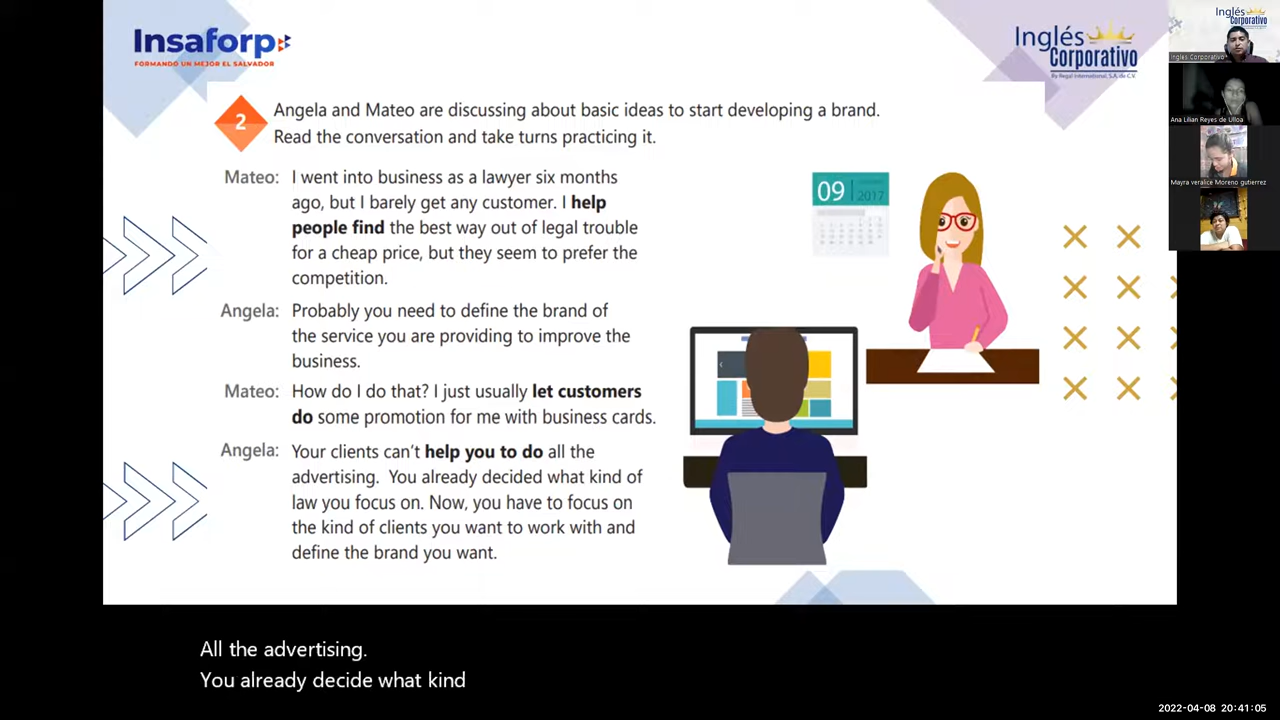 Insaforp
FORMANDO UN MEJOR EL SALVADOR
Inglés
Corporativo
By Regal International, S.A. de C.V.
2
Angela and Mateo are discussing about basic ideas to start developing a brand.
Read the conversation and take turns practicing it.
Mateo: I went into business as a lawyer six months
ago, but I barely get any customer. I help
people find the best way out of legal trouble
for a cheap price, but they seem to prefer the
competition.
Angela: Probably you need to define the brand of
the service you are providing to improve the
business.
Mateo: How do I do that? I just usually let customers
do some promotion for me with business cards.
Angela: Your clients can't help you to do all the
advertising. You already decided what kind of
law you focus on. Now, you have to focus on
the kind of clients you want to work with and
define the brand you want.
09
2017
Inglés
Corporativo
Ingles Corporativo
Ana Lilian Reyes de Ulloa
Mayra veralice Moreno gutierrez
All the advertising.
You already decide what kind
2022-04-08 20:41:05